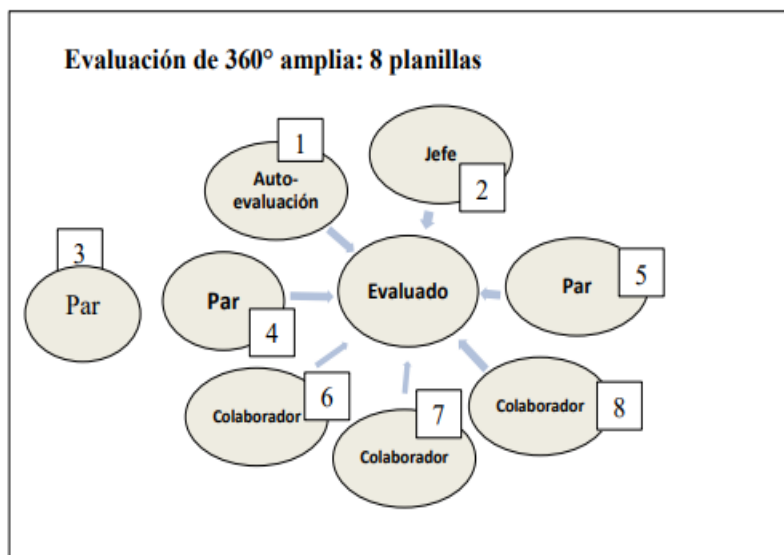 Evaluación de 360° amplia: 8 planillas
1
Auto-
evaluación
Jefe
2
3
Par
Par
4
Evaluado
Par
5
Colaborador
6
Colaborador
7
Colaborador
8